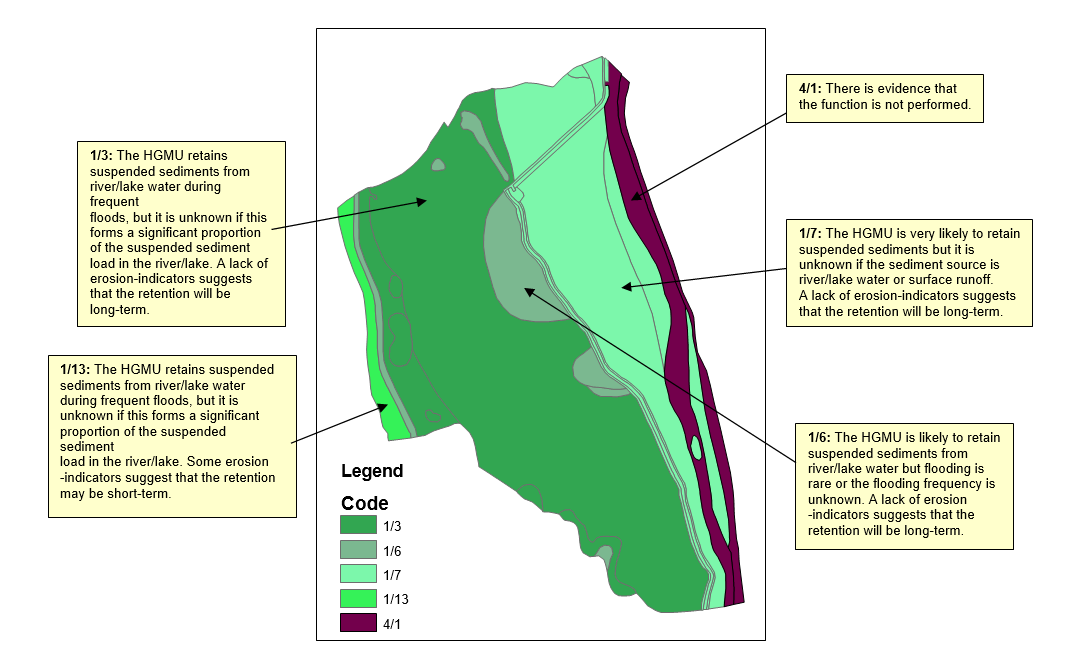 4/1: There is evidence that
the function is not performed.
1/3: The HGMU retains
suspended sediments from
river/lake water during
frequent
floods, but it is unknown if this
forms a significant proportion
of the suspended sediment
load in the river/lake. A lack of
erosion-indicators suggests
that the retention will be
long-term.
1/7: The HGMU is very likely to retain
suspended sediments but it is
unknown if the sediment source is
river/lake water or surface runoff.
A lack of erosion-indicators suggests
that the retention will be long-term.
1/13: The HGMU retains suspended
sediments from river/lake water
during frequent floods, but it is
unknown if this forms a significant
proportion of the suspended
sediment
load in the river/lake. Some erosion
-indicators suggest that the retention
may be short-term.
1/6: The HGMU is likely to retain
suspended sediments from
river/lake water but flooding is
rare or the flooding frequency is
unknown. A lack of erosion
-indicators suggests that the
retention will be long-term.
Legend
Code
1/3
1/6
1/7
1/13
4/1